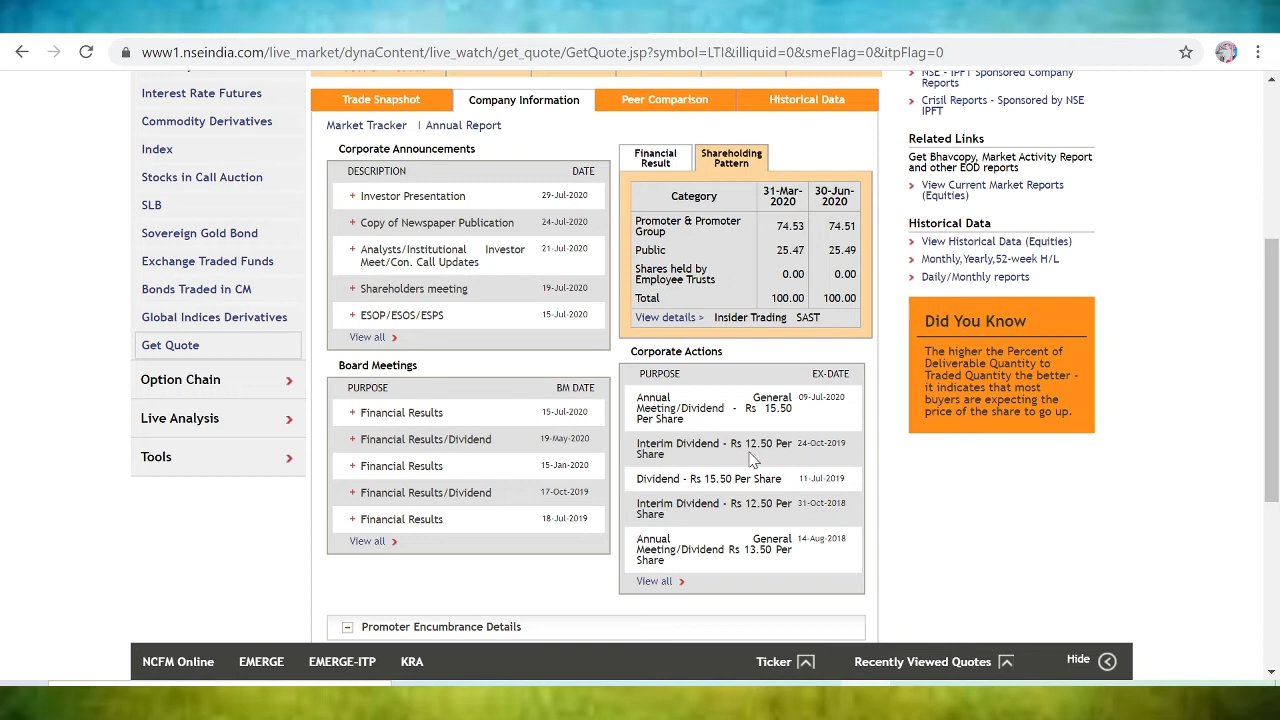 www1.nseindia.com/live_market/dynaContent/live_watch/get_quote/GetQuote.jsp?symbol=LTI&illiquid=0&smeFlag=0&itpFlag=0
Interest Rate Futures
Commodity Derivatives
Index
Stocks in Call Auction
SLB
Sovereign Gold Bond
Exchange Traded Funds
Bonds Traded in CM
Global Indices Derivatives
Get Quote
Option Chain
Live Analysis
Tools
Trade Snapshot
Company Information
Peer Comparison
Historical Data
Market Tracker | Annual Report
Corporate Announcements
DESCRIPTION DATE
+ Investor Presentation 29-Jul-2020
+ Copy of Newspaper Publication 24-Jul-2020
+ Analysts/Institutional Investor 21-Jul-2020
Meet/Con. Call Updates
+ Shareholders meeting 19-Jul-2020
+ ESOP/ESOS/ESPS 15-Jul-2020
View all
Board Meetings
PURPOSE BM DATE
+ Financial Results 15-Jul-2020
+ Financial Results/Dividend 19-May-2020
+ Financial Results 15-Jan-2020
+ Financial Results/Dividend 17-Oct-2019
+ Financial Results 18-Jul-2019
View all
Financial
Result
Shareholding
Pattern
Category 31-Mar- 30-Jun-
2020 2020
Promoter & Promoter 74.53 74.51
Group
Public 25.47 25.49
Shares held by 0.00 0.00
Employee Trusts
Total 100.00 100.00
View details > Insider Trading SAST
Corporate Actions
PURPOSE EX-DATE
Annual General 09-Jul-2020
Meeting/Dividend - Rs 15.50
Per Share
Interim Dividend - Rs 12.50 Per 24-Oct-2019
Share
Dividend - Rs 15.50 Per Share 11-Jul-2019
Interim Dividend - Rs 12.50 Per 31-Oct-2018
Share
Annual General 14-Aug-2018
Meeting/Dividend Rs 13.50 Per
Share
View all
Promoter Encumbrance Details
NSE - IPFT Sponsored Company
Reports
Crisil Reports - Sponsored by NSE
IPFT
Related Links
Get Bhavcopy, Market Activity Report
and other EOD reports
View Current Market Reports
(Equities)
Historical Data
View Historical Data (Equities)
Monthly,Yearly,52-week H/L
Daily/Monthly reports
Did You Know
The higher the Percent of
Deliverable Quantity to
Traded Quantity the better -
it indicates that most
buyers are expecting the
price of the share to go up.
NCFM Online EMERGE EMERGE-ITP KRA Ticker Recently Viewed Quotes Hide